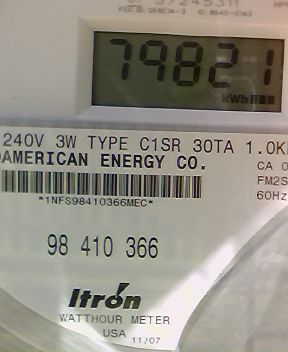 37245311
79821
kWh
240V 3W TYPE C1SR 30TA 1.0K
AMERICAN ENERGY CO.
CA 0
FM2S
60Hz
*1NFS98410366MEC*
98 410 366
Itron
WATTHOUR METER
USA 11/07